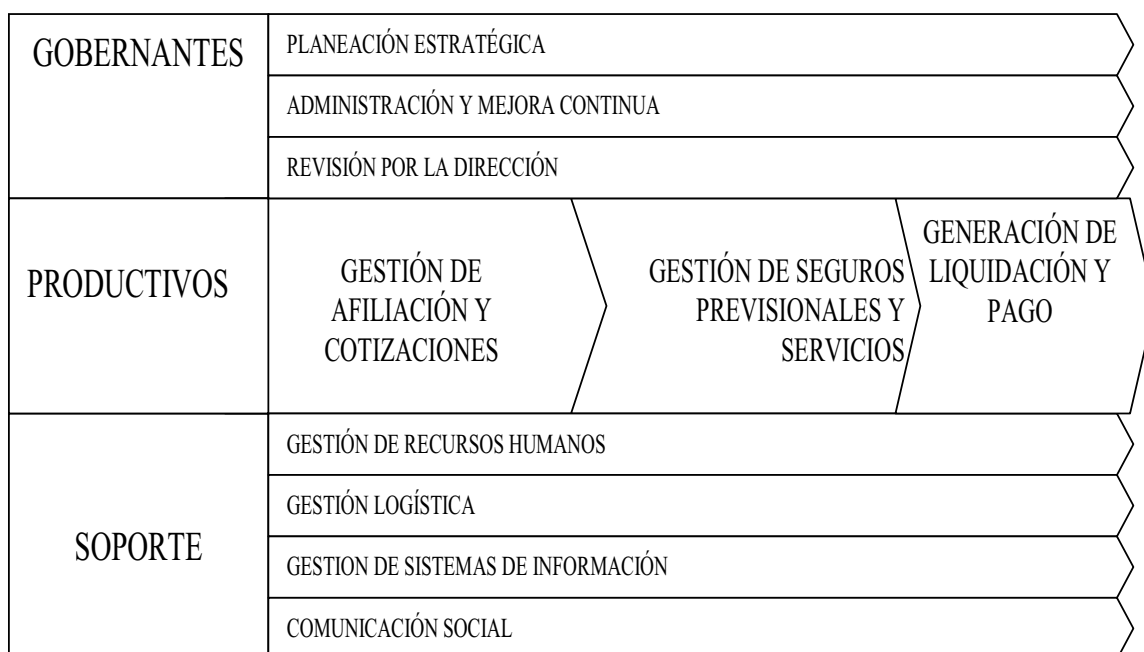 GOBERNANTES
PLANEACIÓN ESTRATÉGICA
ADMINISTRACIÓN Y MEJORA CONTINUA
REVISIÓN POR LA DIRECCIÓN
PRODUCTIVOS
GESTIÓN DE
AFILIACIÓN Y
COTIZACIONES
GESTIÓN DE SEGUROS
PREVISIONALES Y
SERVICIOS
GENERACIÓN DE
LIQUIDACIÓN Y
PAGO
SOPORTE
GESTIÓN DE RECURSOS HUMANOS
GESTIÓN LOGÍSTICA
GESTION DE SISTEMAS DE INFORMACIÓN
COMUNICACIÓN SOCIAL